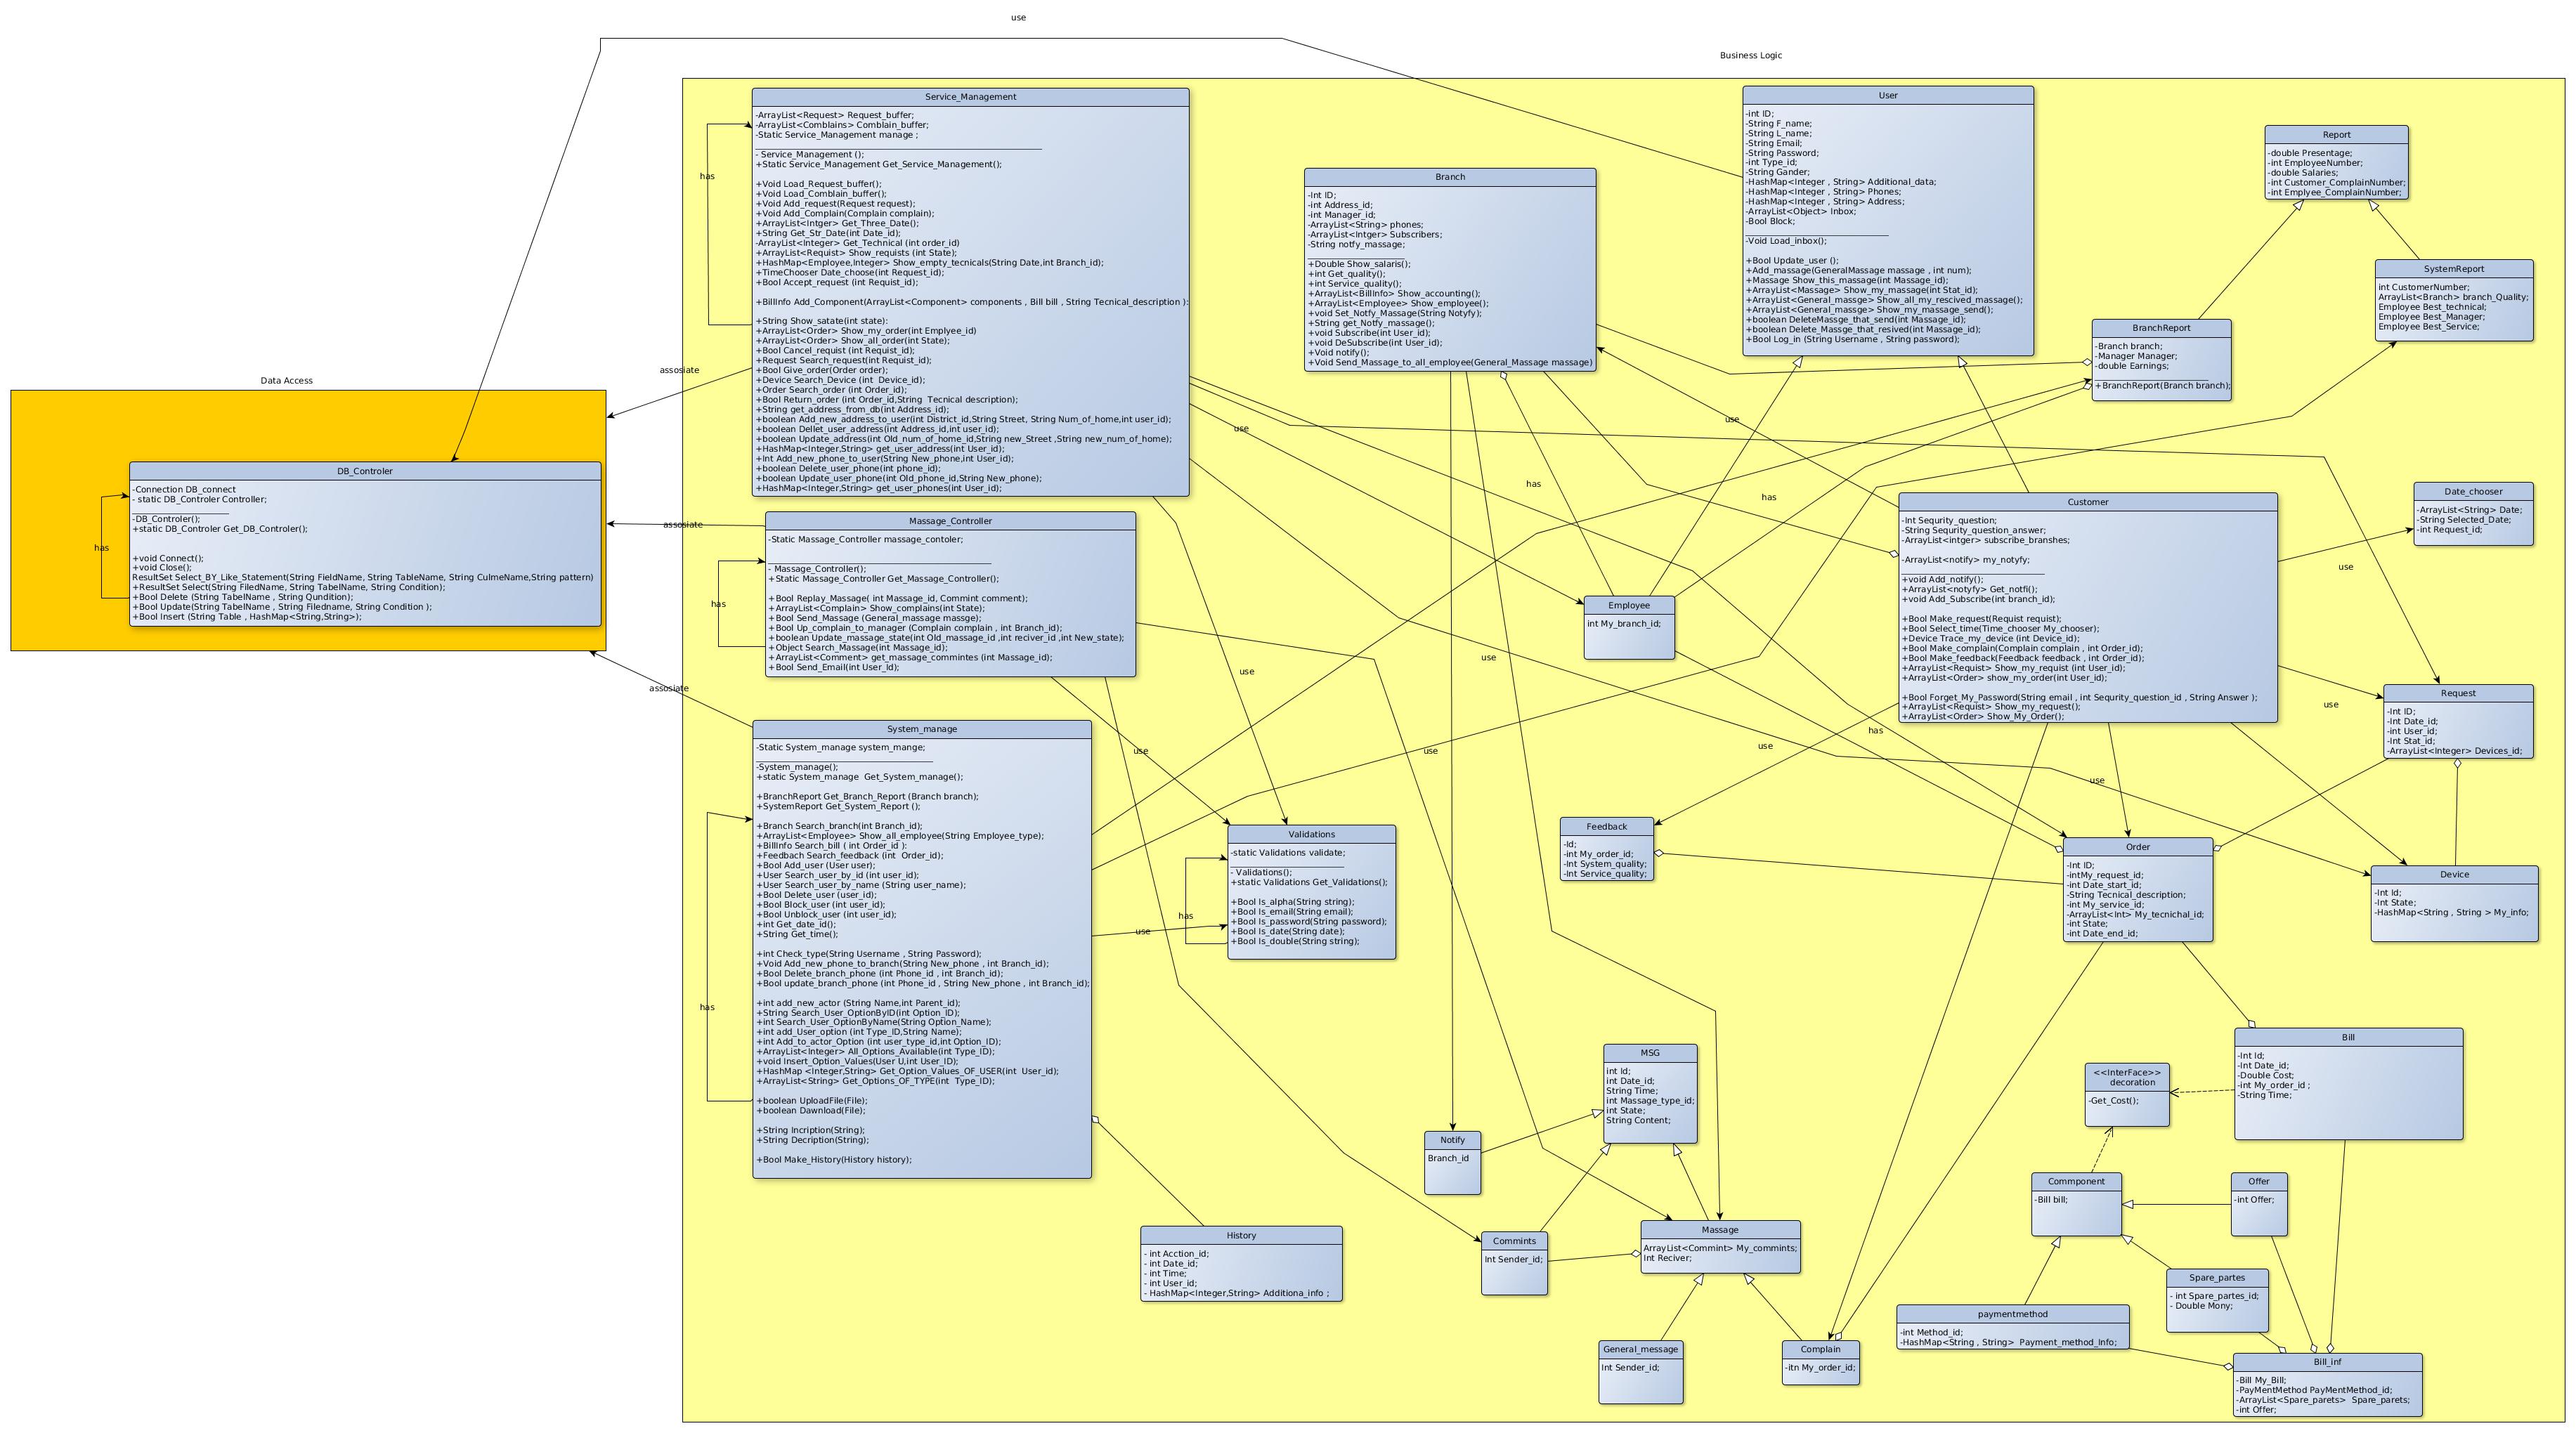 use
Business Logic
Data Access
assosiate
assosiate
assosiate
DB_Controler
-Connection DB_connect
- static DB_Controler Controller;
-DB_Controler();
+static DB_Controler Get_DB_Controler();
+void Connect();
+void Close();
ResultSet Select_BY_Like_Statement(String FieldName, String TableName, String CulmeName,String pattern)
+ResultSet Select(String FiledName, String TabelName, String Condition);
+Bool Delete (String TabelName , String Qundition);
+Bool Update(String TabelName , String Filedname, String Condition );
+Bool Insert (String Table , HashMap<String,String>);
has
Service_Management
-ArrayList<Request> Request_buffer;
-ArrayList<Comblains> Comblain_buffer;
-Static Service_Management manage ;
- Service_Management ();
+Static Service_Management Get_Service_Management();
+Void Load_Request_buffer();
+Void Load_Comblain_buffer();
+Void Add_request(Request request);
+Void Add_Complain(Complain complain);
+ArrayList<Intger> Get_Three_Date();
+String Get_Str_Date(int Date_id);
-ArrayList<Integer> Get_Technical (int order_id)
+ArrayList<Requist> Show_requists (int State);
+HashMap<Employee,Integer> Show_empty_tecnicals(String Date,int Branch_id);
+TimeChooser Date_choose(int Request_id);
+Bool Accept_request (int Requist_id);
+BillInfo Add_Component(ArrayList<Component> components , Bill bill , String Tecnical_description ):
+String Show_satate(int state):
+ArrayList<Order> Show_my_order(int Emplyee_id)
+ArrayList<Order> Show_all_order(int State);
+Bool Cancel_requist (int Requist_id);
+Request Search_request(int Requist_id);
+Bool Give_order(Order order);
+Device Search_Device (int  Device_id);
+Order Search_order (int Order_id);
+Bool Return_order (int Order_id,String  Tecnical description);
+String get_address_from_db(int Address_id);
+boolean Add_new_address_to_user(int District_id,String Street, String Num_of_home,int user_id);
+boolean Dellet_user_address(int Address_id,int user_id);
+boolean Update_address(int Old_num_of_home_id,String new_Street ,String new_num_of_home);
+HashMap<Integer,String> get_user_address(int User_id);
+Int Add_new_phone_to_user(String New_phone,int User_id);
+boolean Delete_user_phone(int phone_id);
+boolean Update_user_phone(int Old_phone_id,String New_phone);
+HashMap<Integer,String> get_user_phones(int User_id);
has
Massage_Controller
-Static Massage_Controller massage_contoler;
- Massage_Controller();
+Static Massage_Controller Get_Massage_Controller();
+Bool Replay_Massage( int Massage_id, Commint comment);
+ArrayList<Complain> Show_complains(int State);
+Bool Send_Massage (General_massage massge);
+Bool Up_complain_to_manager (Complain complain , int Branch_id);
+boolean Update_massage_state(int Old_massage_id ,int reciver_id ,int New_state);
+Object Search_Massage(int Massage_id);
+ArrayList<Comment> get_massage_commintes (int Massage_id);
+Bool Send_Email(int User_Id);
has
System_manage
-Static System_manage system_mange;
-System_manage();
+static System_manage  Get_System_manage();
+BranchReport Get_Branch_Report (Branch branch);
+SystemReport Get_System_Report ();
+Branch Search_branch(int Branch_id);
+ArrayList<Employee> Show_all_employee(String Employee_type);
+BillInfo Search_bill ( int Order_id ):
+Feedbach Search_feedback (int  Order_id);
+Bool Add_user (User user);
+User Search_user_by_id (int user_id);
+User Search_user_by_name (String user_name);
+Bool Delete_user (user_id);
+Bool Block_user (int user_id);
+Bool Unblock_user (int user_id);
+int Get_date_id();
+String Get_time();
+int Check_type(String Username , String Password);
+Void Add_new_phone_to_branch(String New_phone , int Branch_id);
+Bool Delete_branch_phone (int Phone_id , int Branch_id);
+Bool update_branch_phone (int Phone_id , String New_phone , int Branch_id);
+int add_new_actor (String Name,int Parent_id);
+String Search_User_OptionByID(int Option_ID);
+int Search_User_OptionByName(String Option_Name);
+int add_User_option (int Type_ID,String Name);
+int Add_to_actor_Option (int user_type_id,int Option_ID);
+ArrayList<Integer> All_Options_Available(int Type_ID);
+void Insert_Option_Values(User U,int User_ID);
+HashMap <Integer,String> Get_Option_Values_OF_USER(int  User_id);
+ArrayList<String> Get_Options_OF_TYPE(int  Type_ID);
+boolean UploadFile(File);
+boolean Dawnload(File);
+String Incription(String);
+String Decription(String);
+Bool Make_History(History history);
has
Branch
-Int ID;
-int Address_id;
-int Manager_id;
-ArrayList<String> phones;
-ArrayList<Intger> Subscribers;
-String notfy_massage;
+Double Show_salaris();
+int Get_quality();
+int Service_quality();
+ArrayList<BillInfo> Show_accounting();
+ArrayList<Employee> Show_employee();
+void Set_Notfy_Massage(String Notyfy);
+String get_Notfy_massage();
+void Subscribe(int User_id);
+void DeSubscribe(int User_id);
+Void notify();
+Void Send_Massage_to_all_employee(General_Massage massage)
User
-int ID;
-String F_name;
-String L_name;
-String Email;
-String Password;
-int Type_id;
-String Gander;
-HashMap<Integer , String> Additional_data;
-HashMap<Integer , String> Phones;
-HashMap<Integer , String> Address;
-ArrayList<Object> Inbox;
-Bool Block;
-Void Load_inbox();
+Bool Update_user ();
+Add_massage(GeneralMassage massage , int num);
+Massage Show_this_massage(int Massage_id);
+ArrayList<Massage> Show_my_massage(int Stat_id);
+ArrayList<General_massge> Show_all_my_rescived_massage();
+ArrayList<General_massge> Show_my_massage_send();
+boolean DeleteMassge_that_send(int Massage_id);
+boolean Delete_Massge_that_resived(int Massage_id);
+Bool Log_in (String Username , String password);
Report
-double Presentage;
-int EmployeeNumber;
-double Salaries;
-int Customer_ComplainNumber;
-int Emplyee_ComplainNumber;
SystemReport
int CustomerNumber;
ArrayList<Branch> branch_Quality;
Employee Best_technical;
Employee Best_Manager;
Employee Best_Service;
BranchReport
-Branch branch;
-Manager Manager;
-double Earnings;
+BranchReport(Branch branch);
use
use
has
has
Customer
-Int Sequrity_question;
-String Sequrity_question_answer;
-ArrayList<intger> subscribe_branshes;
-ArrayList<notify> my_notyfy;
+void Add_notify();
+ArrayList<notyfy> Get_notfi();
+void Add_Subscribe(int branch_id);
+Bool Make_request(Requist requist);
+Bool Select_time(Time_chooser My_chooser);
+Device Trace_my_device (int Device_id);
+Bool Make_complain(Complain complain , int Order_id);
+Bool Make_feedback(Feedback feedback , int Order_id);
+ArrayList<Requist> Show_my_requist (int User_id);
+ArrayList<Order> show_my_order(int User_id);
+Bool Forget_My_Password(String email , int Sequrity_question_id , String Answer );
+ArrayList<Requist> Show_my_request();
+ArrayList<Order> Show_My_Order();
Date_chooser
-ArrayList<String> Date;
-String Selected_Date;
-int Request_id;
use
Employee
int My_branch_id;
use
use
use
use
use
use
has
use
use
Request
-Int ID;
-Int Date_id;
-int User_id;
-Int Stat_id;
-ArrayList<Integer> Devices_id;
Validations
-static Validations validate;
- Validations();
+static Validations Get_Validations();
+Bool Is_alpha(String string);
+Bool Is_email(String email);
+Bool Is_password(String password);
+Bool Is_date(String date);
+Bool Is_double(String string);
has
Feedback
-Id;
-int My_order_id;
-Int System_quality;
-Int Service_quality;
Order
-Int ID;
-intMy_request_id;
-int Date_start_id;
-String Tecnical_description;
-int My_service_id;
-ArrayList<Int> My_tecnichal_id;
-int State;
-int Date_end_id;
Device
-Int Id;
-Int State;
-HashMap<String , String > My_info;
MSG
int Id;
int Date_id;
String Time;
int Massage_type_id;
int State;
String Content;
Notify
Branch_id
<<InterFace>>
decoration
-Get_Cost();
Bill
-Int Id;
-Int Date_id;
-Double Cost;
-int My_order_id ;
-String Time;
Commponent
-Bill bill;
Offer
-int Offer;
History
- int Acction_id;
- int Date_id;
- int Time;
- int User_id;
- HashMap<Integer,String> Additiona_info ;
Commints
Int Sender_id;
Massage
ArrayList<Commint> My_commints;
Int Reciver;
Spare_partes
- int Spare_partes_id;
- Double Mony;
paymentmethod
-int Method_id;
-HashMap<String , String>  Payment_method_Info;
General_message
Int Sender_id;
Complain
-itn My_order_id;
Bill_inf
-Bill My_Bill;
-PayMentMethod PayMentMethod_id;
-ArrayList<Spare_parets>  Spare_parets;
-int Offer;